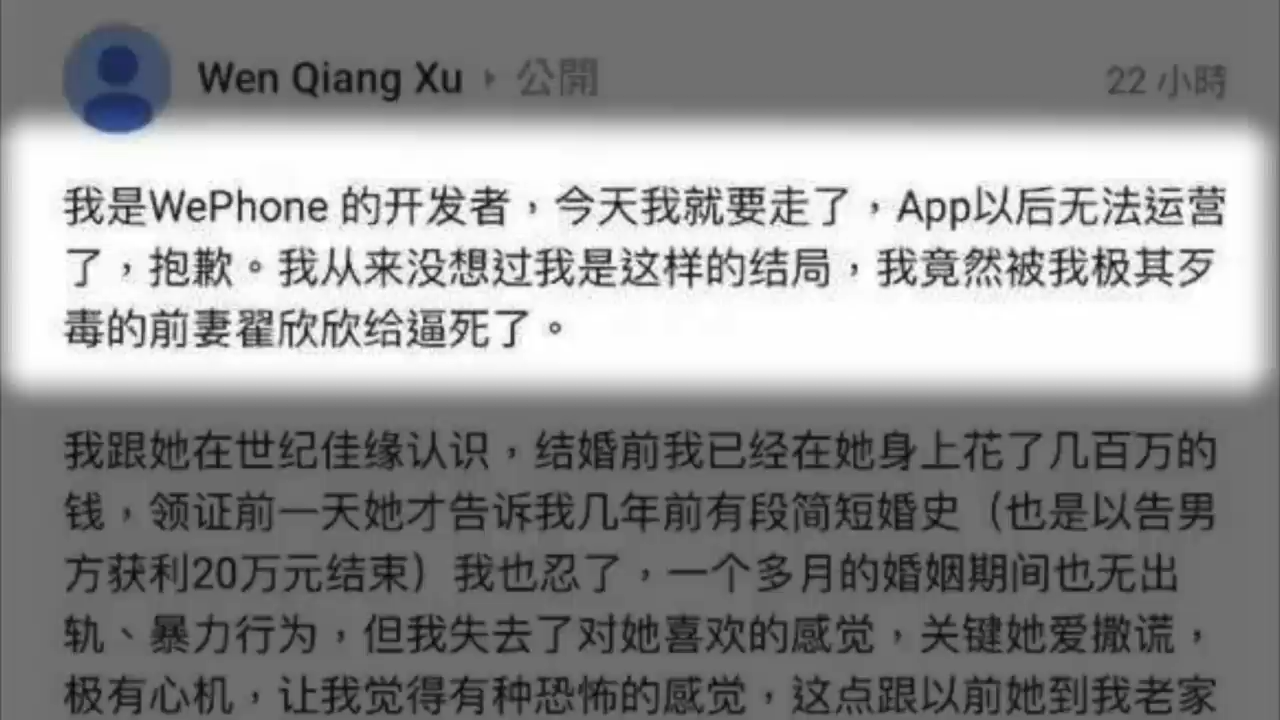 Wen Qiang Xu ▸ 公開
22 小時
我是WePhone 的开发者，今天我就要走了，App以后无法运营
了，抱歉。我从来没想过我是这样的结局，我竟然被我极其歹
毒的前妻翟欣欣给逼死了。
我跟她在世纪佳缘认识，结婚前我已经在她身上花了几百万的
钱，领证前一天她才告诉我几年前有段简短婚史（也是以告男
方获利20万元结束）我也忍了，一个多月的婚姻期间也无出
轨、暴力行为，但我失去了对她喜欢的感觉，关键她爱撒谎，
极有心机，让我觉得有种恐怖的感觉，这点跟以前她到我老家